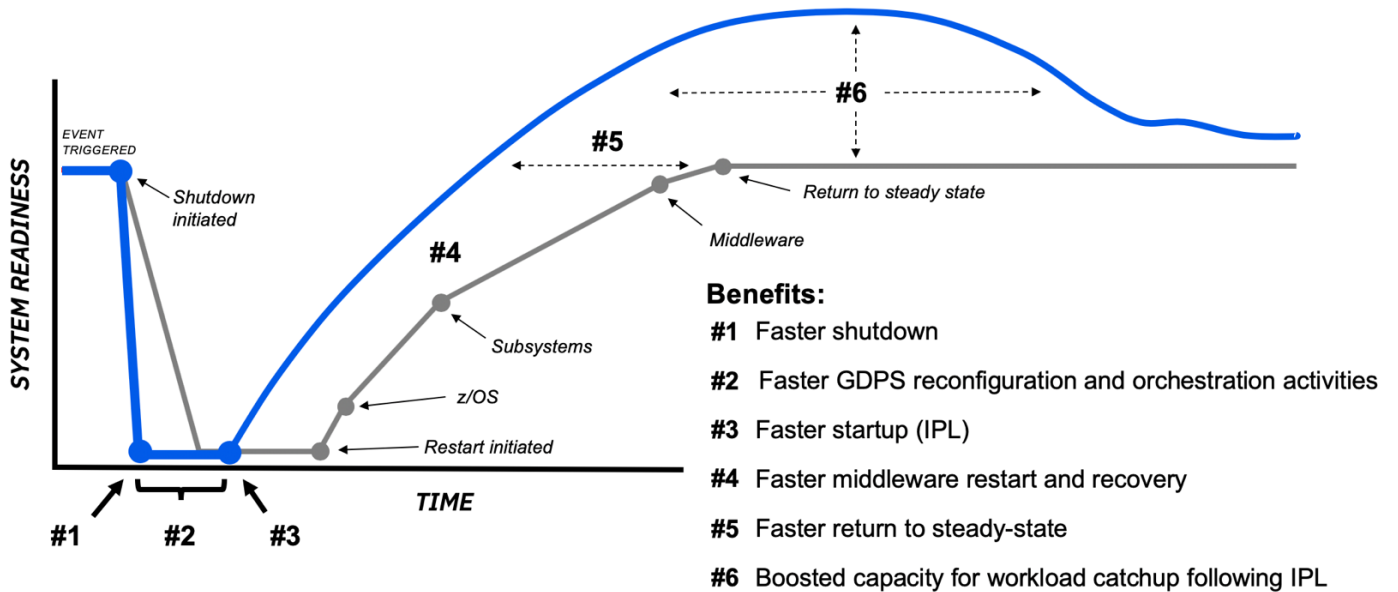 EVENT
TRIGGERED
Shutdown
initiated
#6
#5
Return to steady state
Middleware
#4
Subsystems
z/OS
Restart initiated
SYSTEM READINESS
TIME
#1
#2
#3
Benefits:
#1 Faster shutdown
#2 Faster GDPS reconfiguration and orchestration activities
#3 Faster startup (IPL)
#4 Faster middleware restart and recovery
#5 Faster return to steady-state
#6 Boosted capacity for workload catchup following IPL